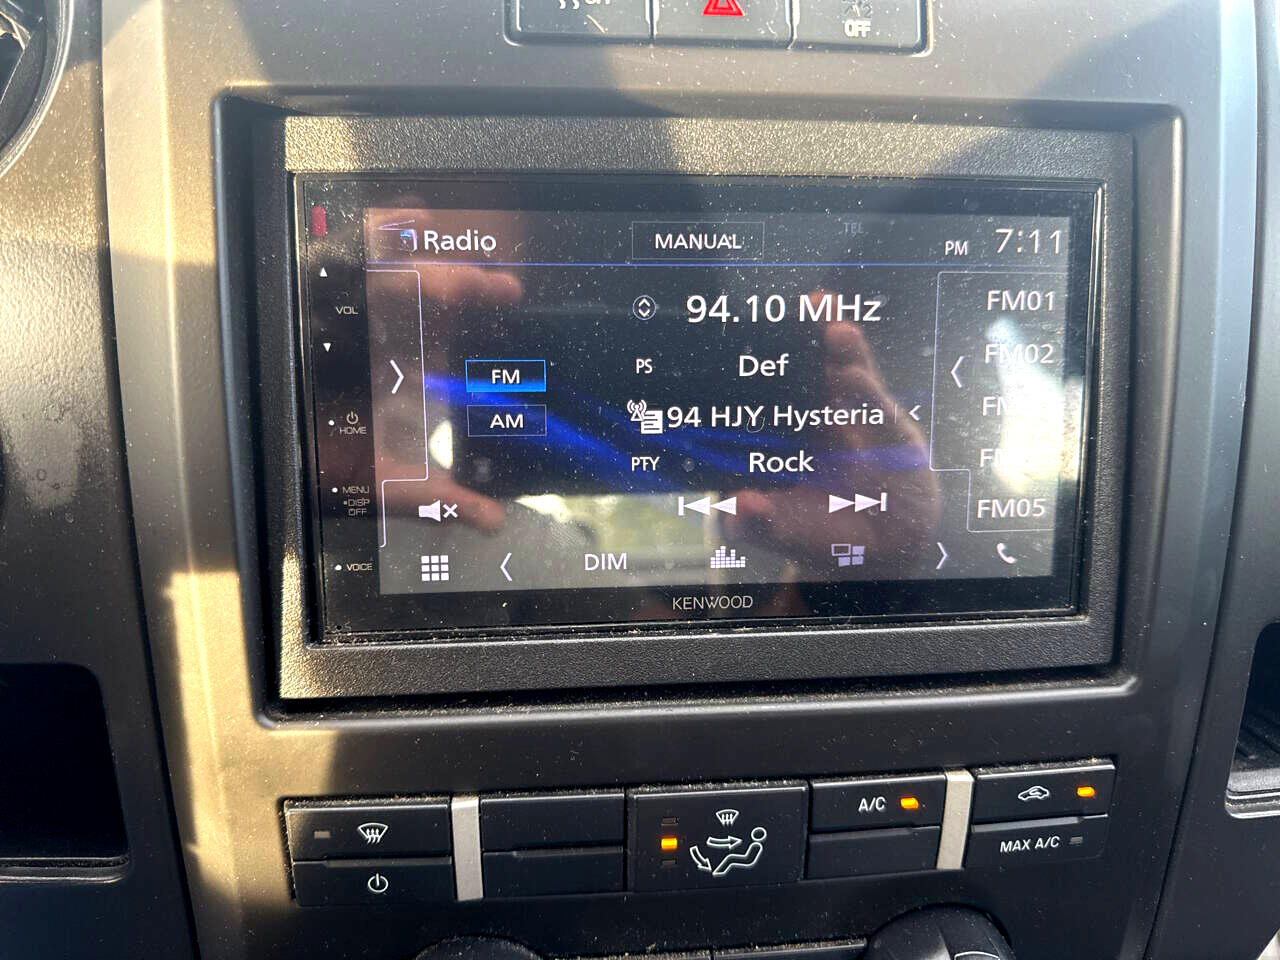 OFF
Radio
MANUAL
TEL
PM 7:11
VOL
94.10 MHz
FM01
PS Def
FM02
FM
AM
94 HJY Hysteria
HOME
PTY Rock
MENU
DISP
OFF
FM05
DIM
VOICE
KENWOOD
A/C
MAX A/C